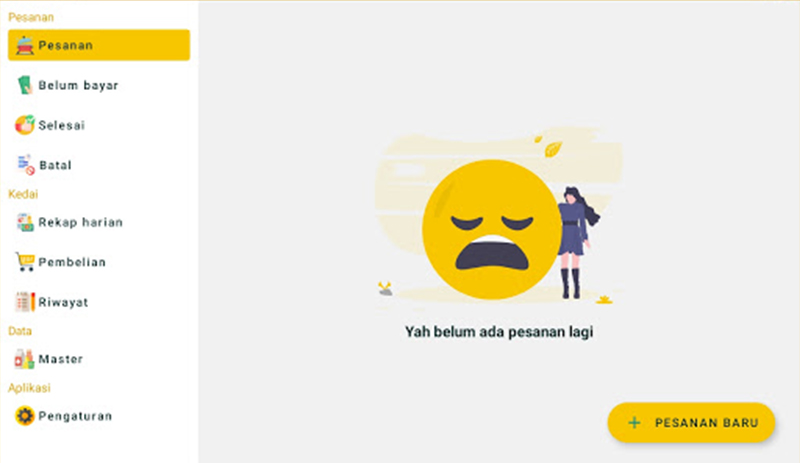 Pesanan
Pesanan
Belum bayar
Selesai
Batal
Kedai
Rekap harian
Pembelian
Riwayat
Data
Master
Aplikasi
Pengaturan
Yah belum ada pesanan lagi
+ PESANAN BARU